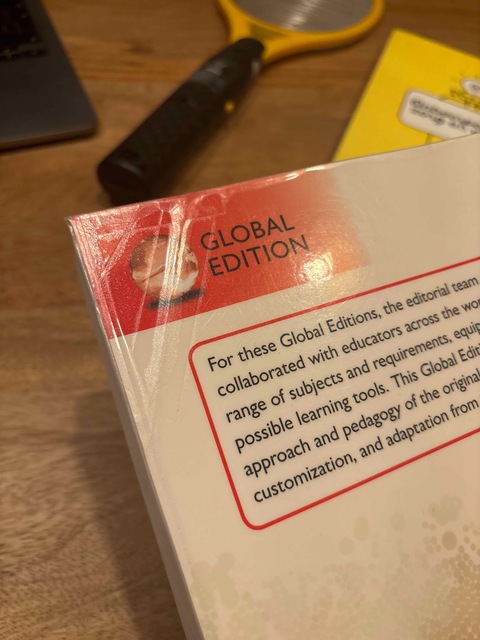 GLOBAL
EDITION
For these Global Editions, the editorial team
collaborated with educators across the wor
range of subjects and requirements, equip
possible learning tools. This Global Editi
approach and pedagogy of the original
customization, and adaptation from